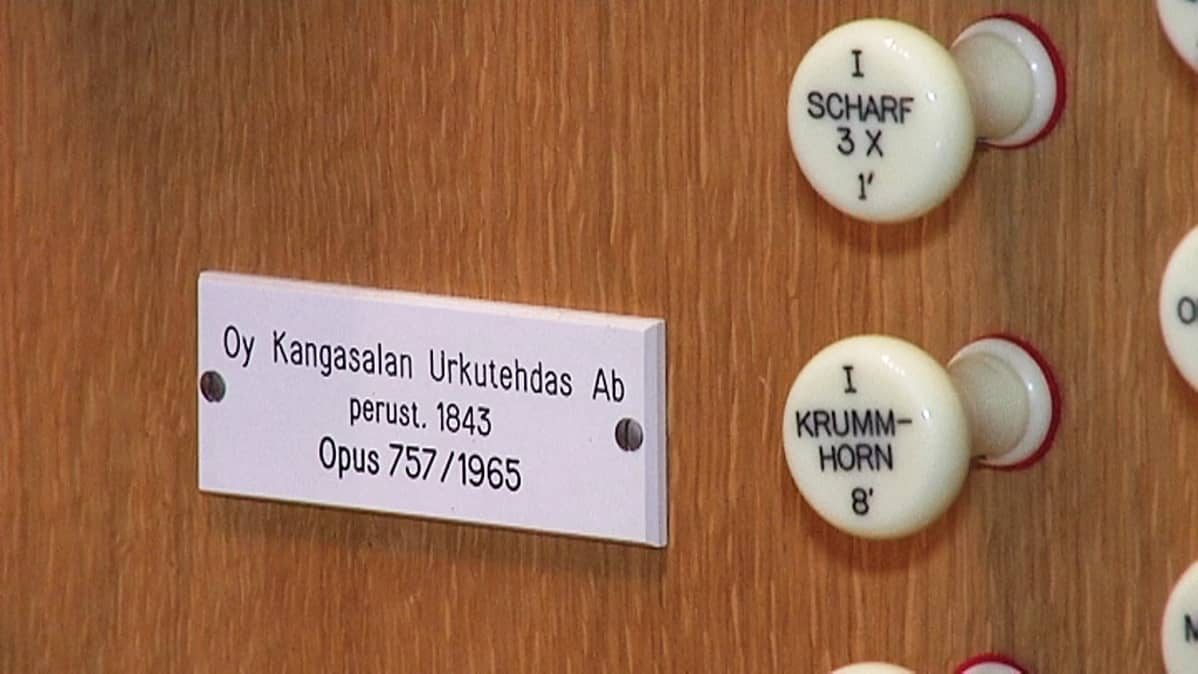 Oy Kangasalan Urkutehdas Ab
perust. 1843
Opus 757/1965
I
SCHARF
3 X
1'
I
KRUMM-
HORN
8'